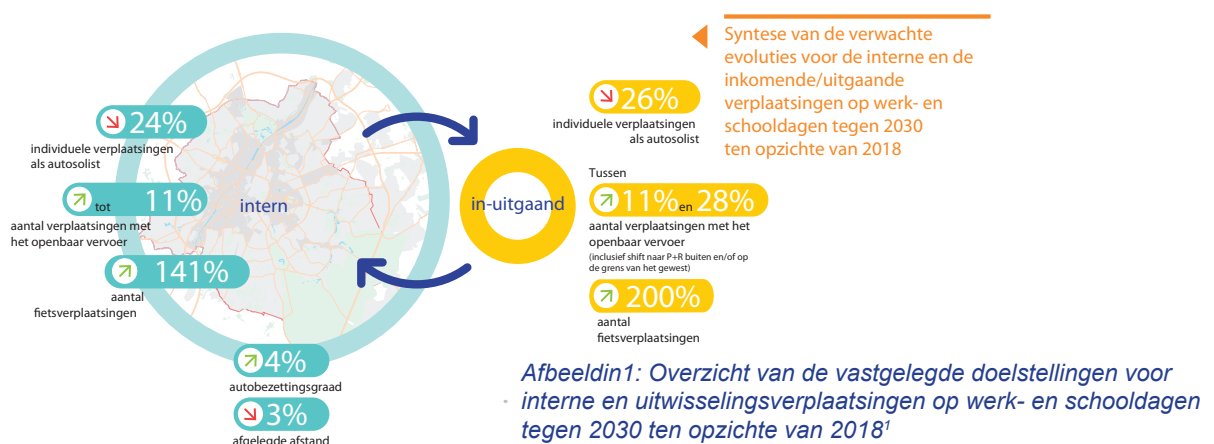 Syntese van de verwachte
evoluties voor de interne en de
inkomende/uitgaande
verplaatsingen op werk- en
schooldagen tegen 2030
ten opzichte van 2018
24%
individuele verplaatsingen
als autosolist
tot 11%
aantal verplaatsingen met
het openbaar vervoer
141%
aantal
fietsverplaatsingen
4%
autobezettingsgraad
3%
afgelegde afstand
intern
in-uitgaand
26%
individuele verplaatsingen
als autosolist
Tussen
11% en 28%
aantal verplaatsingen met het
openbaar vervoer
(inclusief shift naar P+R buiten en/of op
de grens van het gewest)
200%
aantal
fietsverplaatsingen
Afbeeldin1: Overzicht van de vastgelegde doelstellingen voor
interne en uitwisselingsverplaatsingen op werk- en schooldagen
tegen 2030 ten opzichte van 2018¹